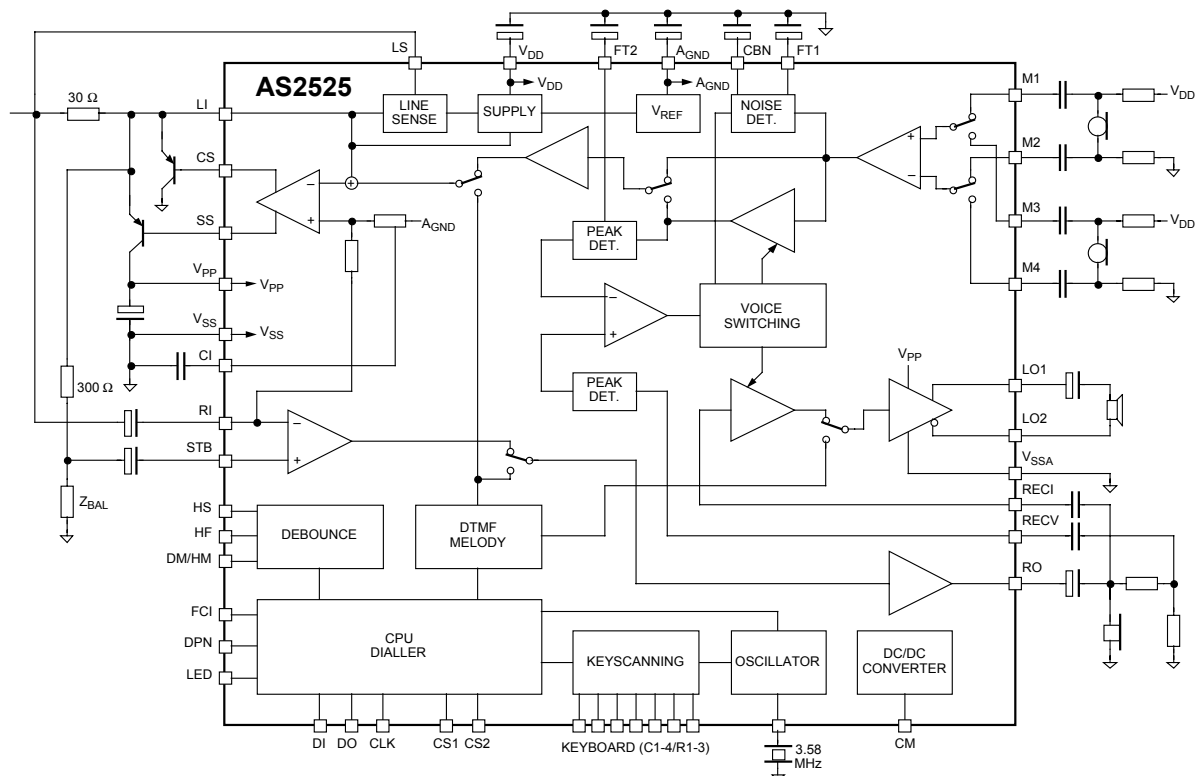 LS
V_DD
FT2
A_GND
CBN
FT1
AS2525
V_DD
A_GND
M1
V_DD
30 Ω
LI
LINE
SENSE
SUPPLY
V_REF
NOISE
DET.
CS
M2
−
+
+
+
−
M3
V_DD
SS
A_GND
PEAK
DET.
M4
V_PP
V_PP
VOICE
SWITCHING
−
+
V_SS
V_SS
CI
V_PP
LO1
300 Ω
PEAK
DET.
RI
−
LO2
STB
+
V_SSA
Z_BAL
RECI
HS
HF
DM/HM
DEBOUNCE
DTMF
MELODY
RECV
RO
FCI
DPN
LED
CPU
DIALLER
KEYSCANNING
OSCILLATOR
DC/DC
CONVERTER
DI
DO
CLK
CS1
CS2
KEYBOARD (C1-4/R1-3)
3.58
MHz
CM